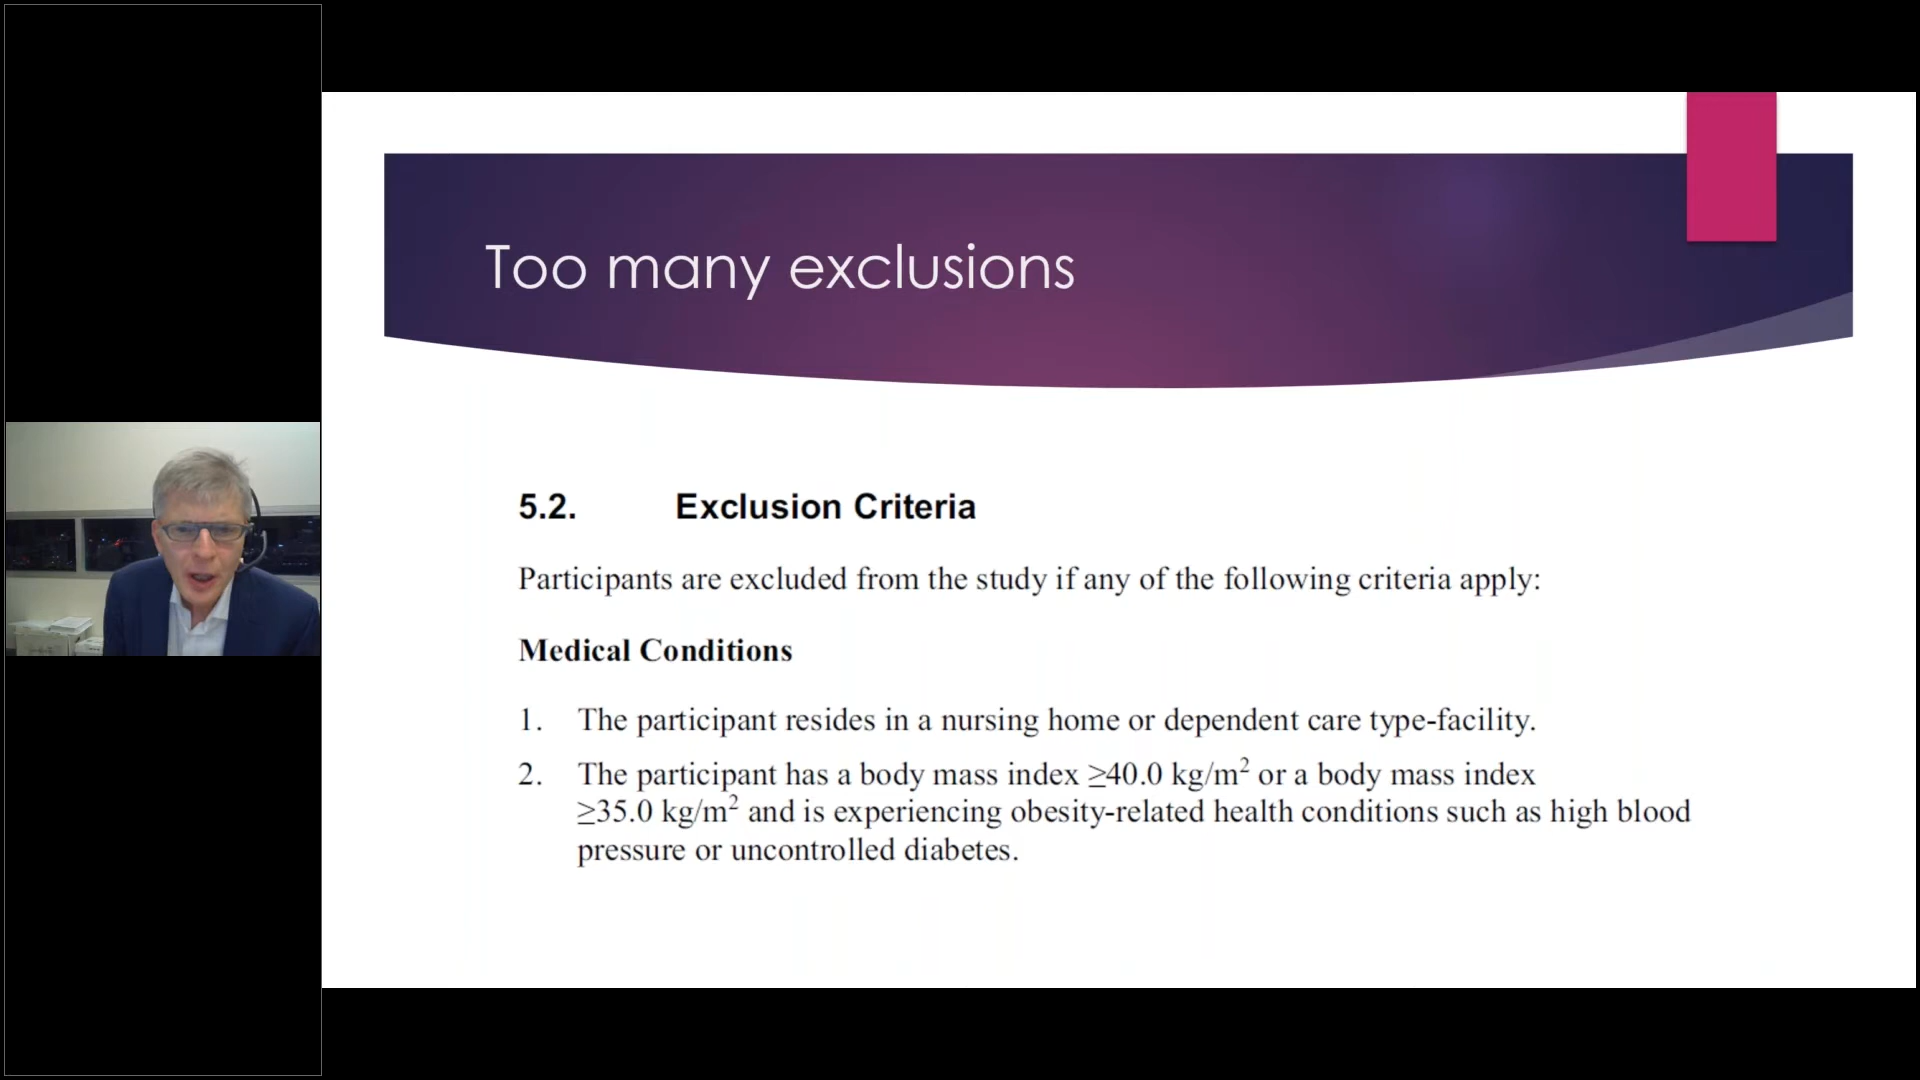 Too many exclusions
5.2. Exclusion Criteria
Participants are excluded from the study if any of the following criteria apply:
Medical Conditions
1. The participant resides in a nursing home or dependent care type-facility.
2. The participant has a body mass index ≥40.0 kg/m² or a body mass index
≥35.0 kg/m² and is experiencing obesity-related health conditions such as high blood
pressure or uncontrolled diabetes.